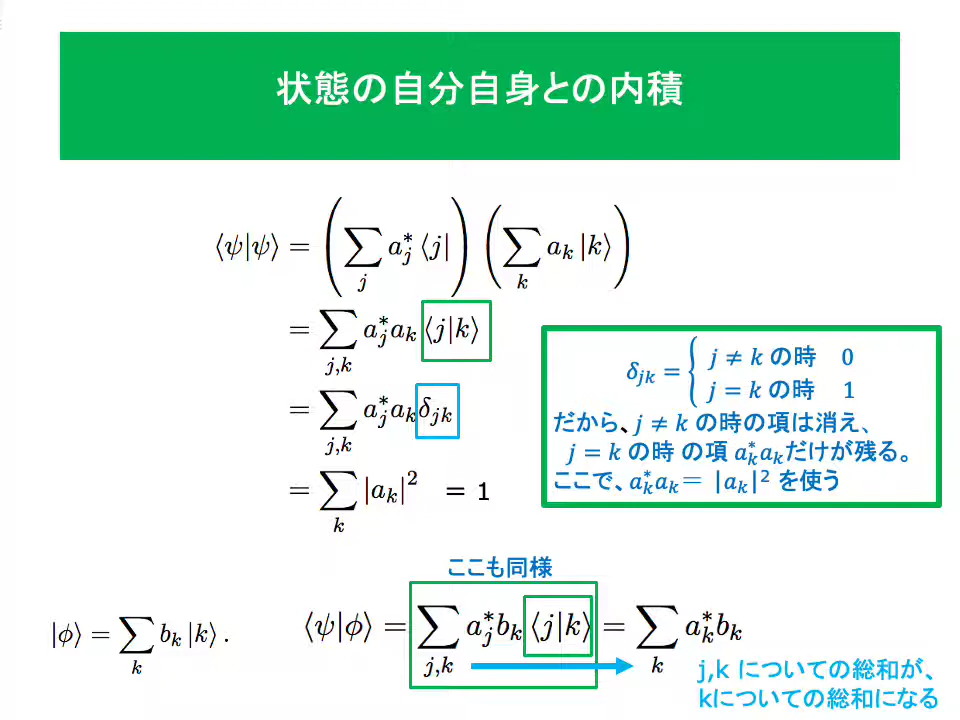 状態の自分自身との内積
⟨ψ|ψ⟩ = (∑_j a_j^* ⟨j|) (∑_k a_k |k⟩)
= ∑_{j,k} a_j^* a_k ⟨j|k⟩
= ∑_{j,k} a_j^* a_k δ_{jk}
= ∑_k |a_k|^2 = 1
δ_{jk} = { j ≠ k の時 0
j = k の時 1
だから、j ≠ k の時の項は消え、
j = k の時 の項 a_k^* a_k だけが残る。
ここで、a_k^* a_k＝ |a_k|^2 を使う
ここも同様
|ϕ⟩ = ∑_k b_k |k⟩.
⟨ψ|ϕ⟩ = ∑_{j,k} a_j^* b_k ⟨j|k⟩ = ∑_k a_k^* b_k
j,k についての総和が、
kについての総和になる